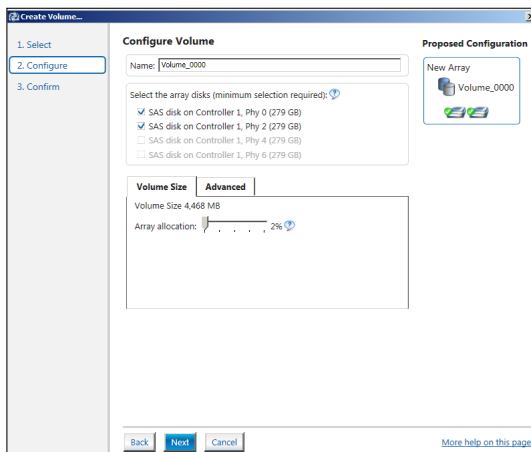 Create Volume...
1. Select
2. Configure
3. Confirm
Configure Volume
Name: Volume_0000
Select the array disks (minimum selection required):
SAS disk on Controller 1, Phy 0 (279 GB)
SAS disk on Controller 1, Phy 2 (279 GB)
SAS disk on Controller 1, Phy 4 (279 GB)
SAS disk on Controller 1, Phy 6 (279 GB)
Volume Size Advanced
Volume Size 4,468 MB
Array allocation: 2%
Proposed Configuration
New Array
Volume_0000
Back Next Cancel
More help on this page